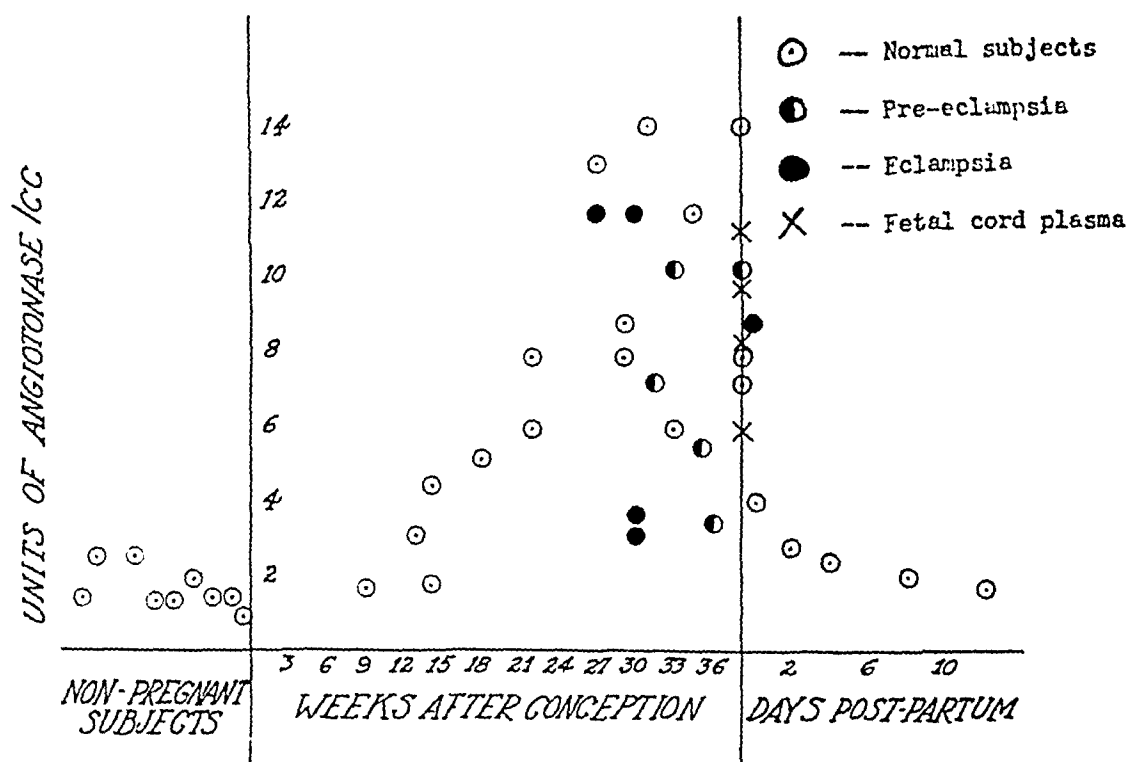 UNITS OF ANGIOTONASE /CC
14
12
10
8
6
4
2
— Normal subjects
— Pre-eclampsia
-- Eclampsia
-- Fetal cord plasma
3 6 9 12 15 18 21 24 27 30 33 36
2 6 10
NON-PREGNANT
SUBJECTS
WEEKS AFTER CONCEPTION
DAYS POST-PARTUM